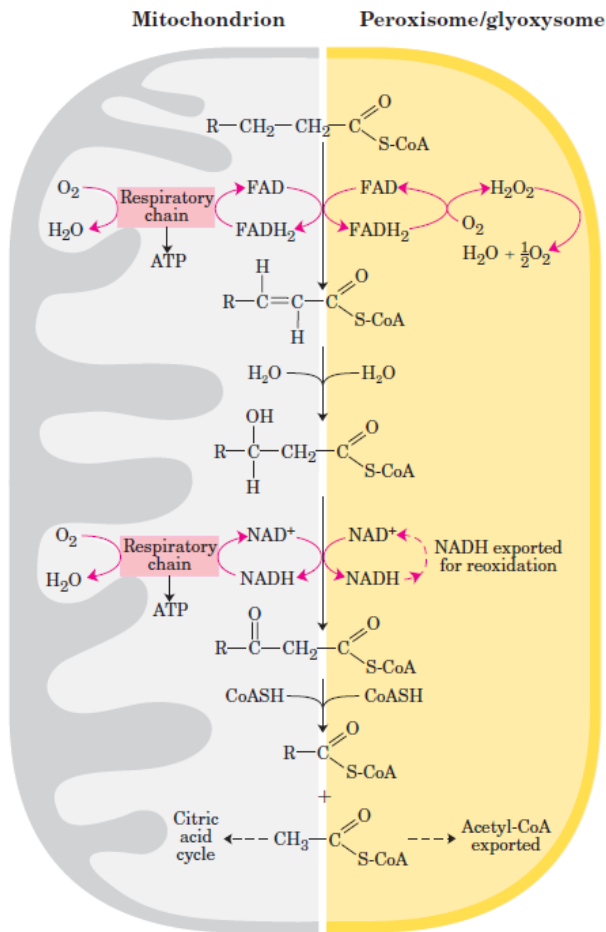 Mitochondrion Peroxisome/glyoxysome
R—CH₂—CH₂—C
O
S-CoA
O₂
H₂O
Respiratory
chain
ATP
FAD
FADH₂
FAD
FADH₂
H₂O₂
O₂
H₂O + ½O₂
H
R—C=C—C
H
O
S-CoA
H₂O
H₂O
OH
R—C—CH₂—C
H
O
S-CoA
O₂
H₂O
Respiratory
chain
ATP
NAD⁺
NADH
NAD⁺
NADH
NADH exported
for reoxidation
O
R—C—CH₂—C
O
S-CoA
CoASH
CoASH
R—C
O
S-CoA
+
Citric
acid
cycle
CH₃—C
O
S-CoA
Acetyl-CoA
exported